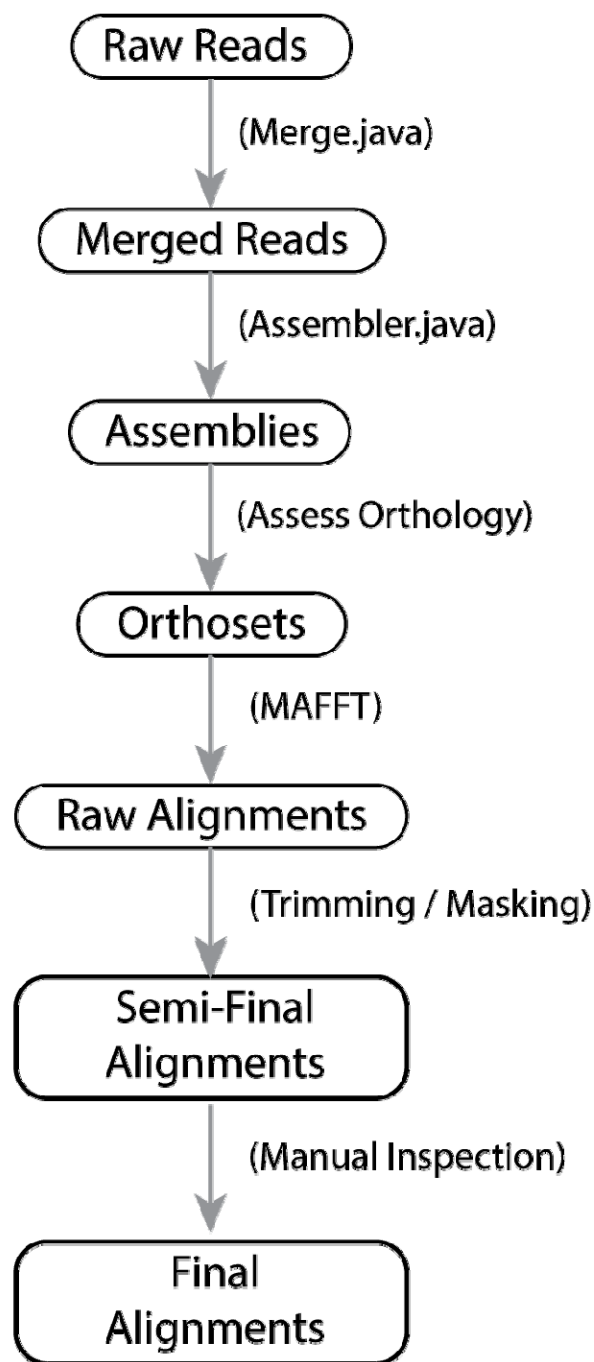 Raw Reads
(Merge.java)
Merged Reads
(Assembler.java)
Assemblies
(Assess Orthology)
Orthosets
(MAFFT)
Raw Alignments
(Trimming / Masking)
Semi-Final
Alignments
(Manual Inspection)
Final
Alignments